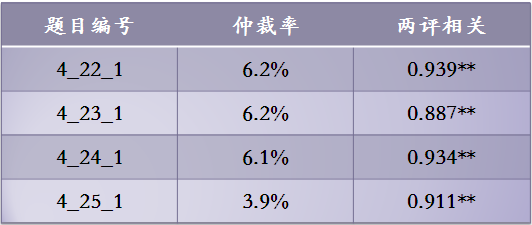 题目编号 仲裁率 两评相关
4_22_1 6.2% 0.939**
4_23_1 6.2% 0.887**
4_24_1 6.1% 0.934**
4_25_1 3.9% 0.911**